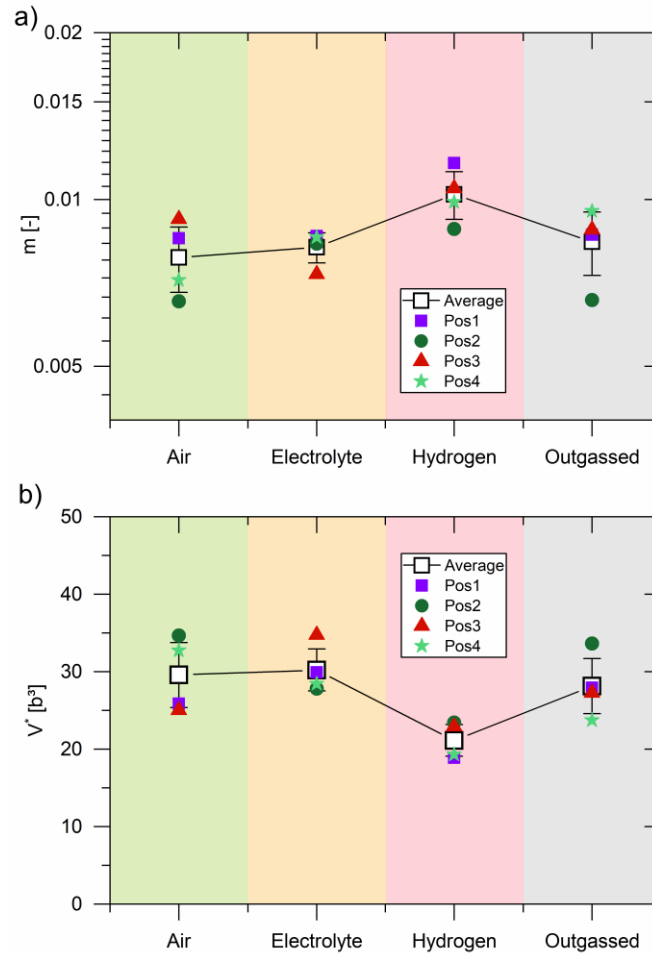 a)
0.02
0.015
0.01
0.005
m [-]
Average
Pos1
Pos2
Pos3
Pos4
Air Electrolyte Hydrogen Outgassed
b)
50
40
30
20
10
0
V* [b³]
Average
Pos1
Pos2
Pos3
Pos4
Air Electrolyte Hydrogen Outgassed